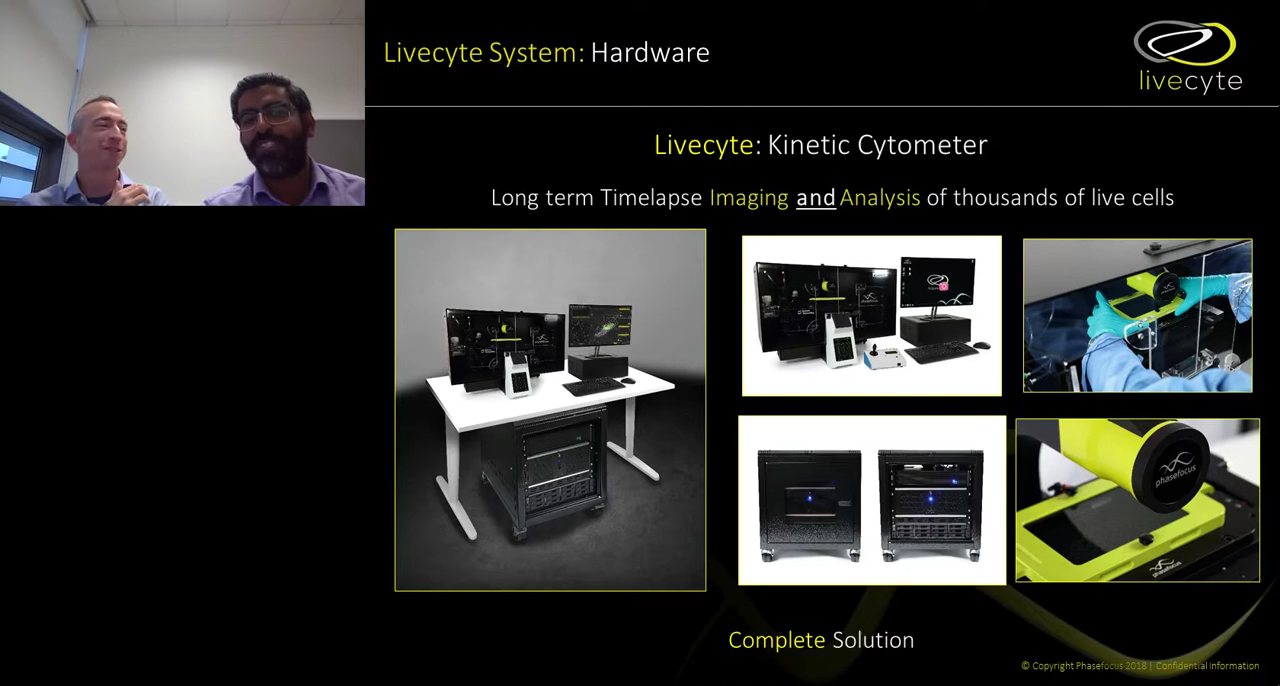 Livecyte System: Hardware
livecyte
Livecyte: Kinetic Cytometer
Long term Timelapse Imaging and Analysis of thousands of live cells
phasefocus
phasefocus
Complete Solution
© Copyright Phasefocus 2018 | Confidential Information